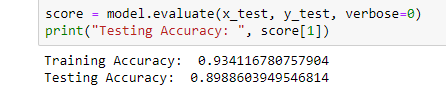 score = model.evaluate(x_test, y_test, verbose=0)
print("Testing Accuracy: ", score[1])
Training Accuracy:  0.934116780757904
Testing Accuracy:  0.8988603949546814